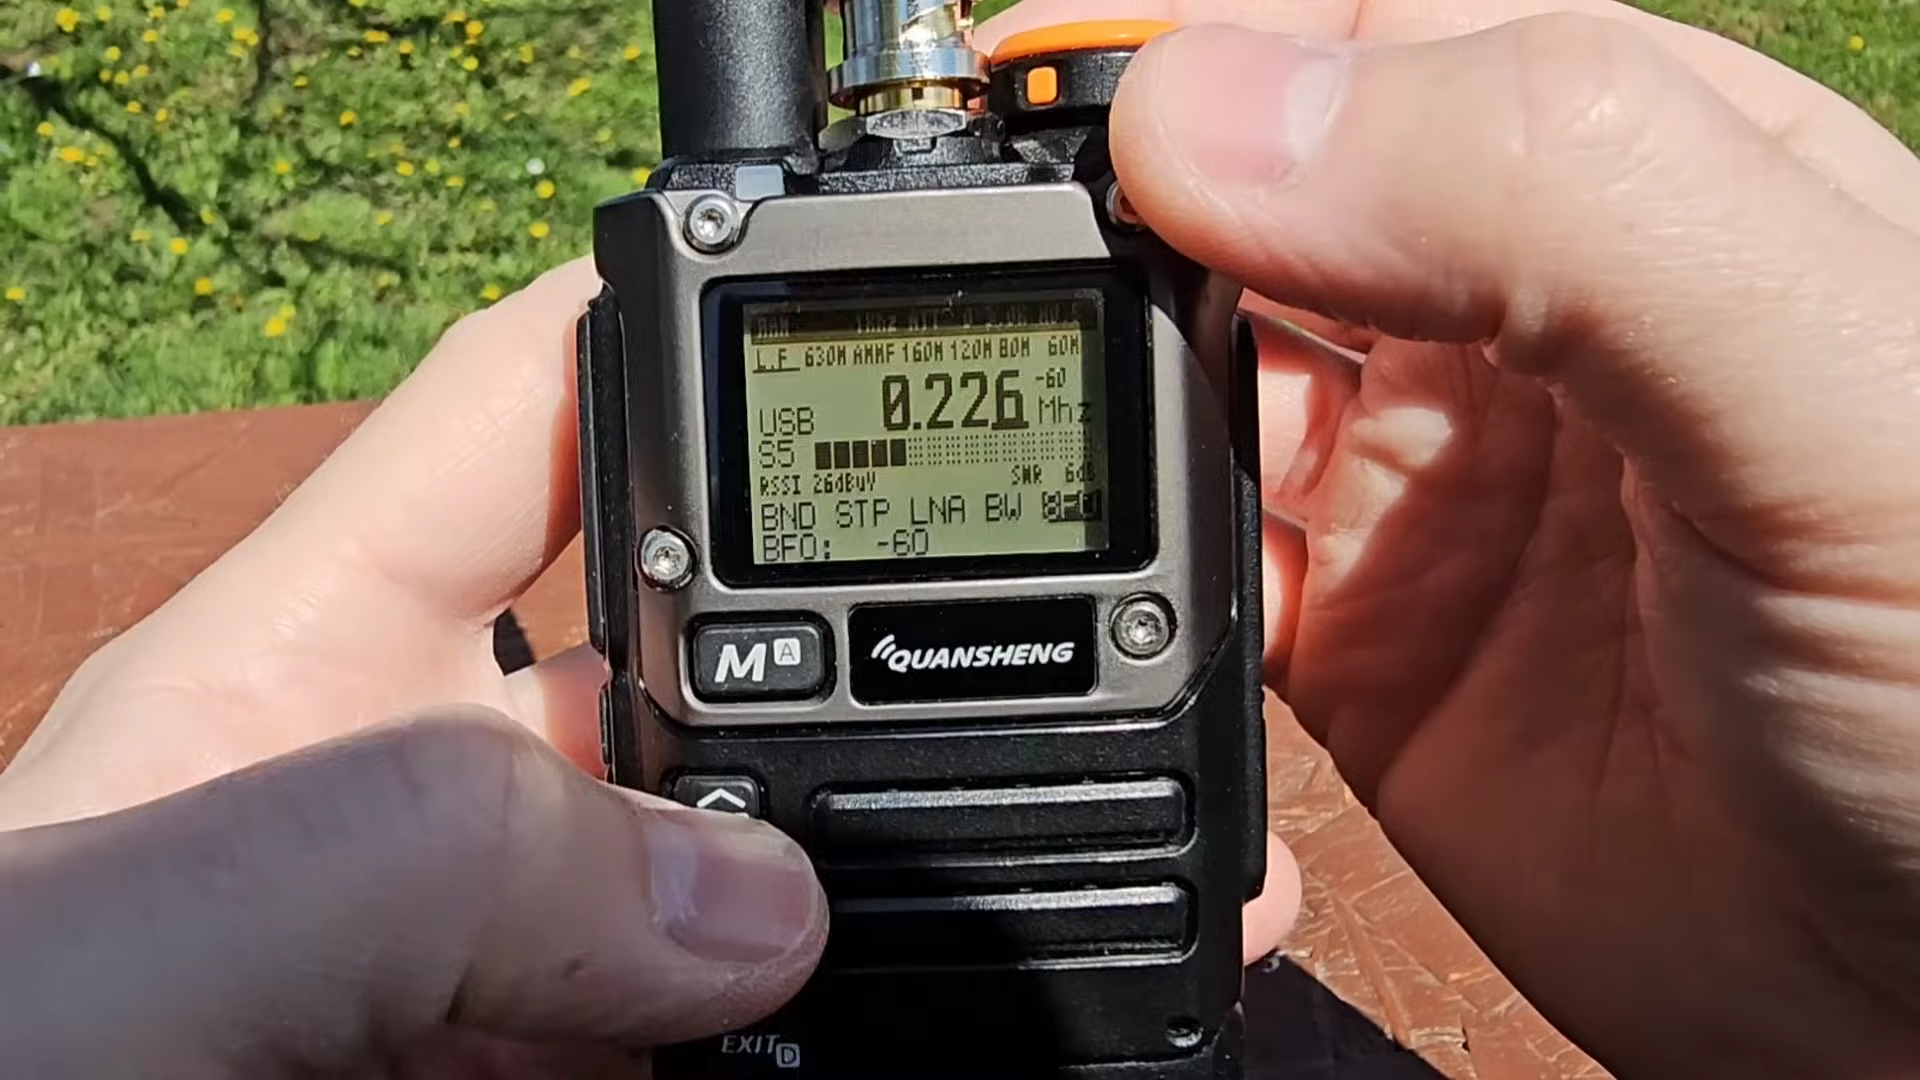 L.F 630M AMMF 160M 120M 80M 60M
0.226 -60
USB Mhz
S5
RSSI 26dBuV SWR 6dB
BND STP LNA BW BFO
BFO: -60
M A
QUANSHENG
EXIT D